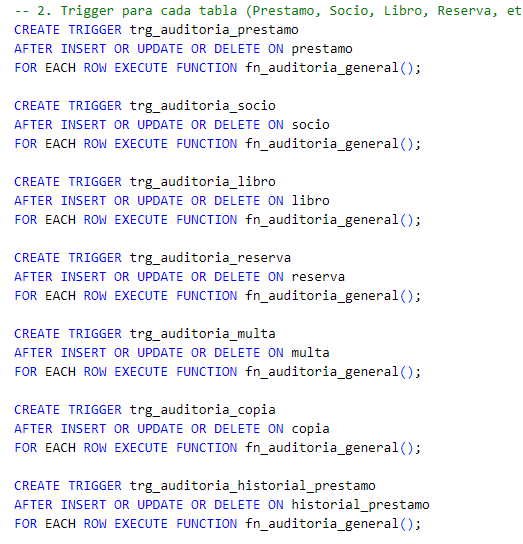 -- 2. Trigger para cada tabla (Prestamo, Socio, Libro, Reserva, et
CREATE TRIGGER trg_auditoria_prestamo
AFTER INSERT OR UPDATE OR DELETE ON prestamo
FOR EACH ROW EXECUTE FUNCTION fn_auditoria_general();
CREATE TRIGGER trg_auditoria_socio
AFTER INSERT OR UPDATE OR DELETE ON socio
FOR EACH ROW EXECUTE FUNCTION fn_auditoria_general();
CREATE TRIGGER trg_auditoria_libro
AFTER INSERT OR UPDATE OR DELETE ON libro
FOR EACH ROW EXECUTE FUNCTION fn_auditoria_general();
CREATE TRIGGER trg_auditoria_reserva
AFTER INSERT OR UPDATE OR DELETE ON reserva
FOR EACH ROW EXECUTE FUNCTION fn_auditoria_general();
CREATE TRIGGER trg_auditoria_multa
AFTER INSERT OR UPDATE OR DELETE ON multa
FOR EACH ROW EXECUTE FUNCTION fn_auditoria_general();
CREATE TRIGGER trg_auditoria_copia
AFTER INSERT OR UPDATE OR DELETE ON copia
FOR EACH ROW EXECUTE FUNCTION fn_auditoria_general();
CREATE TRIGGER trg_auditoria_historial_prestamo
AFTER INSERT OR UPDATE OR DELETE ON historial_prestamo
FOR EACH ROW EXECUTE FUNCTION fn_auditoria_general();